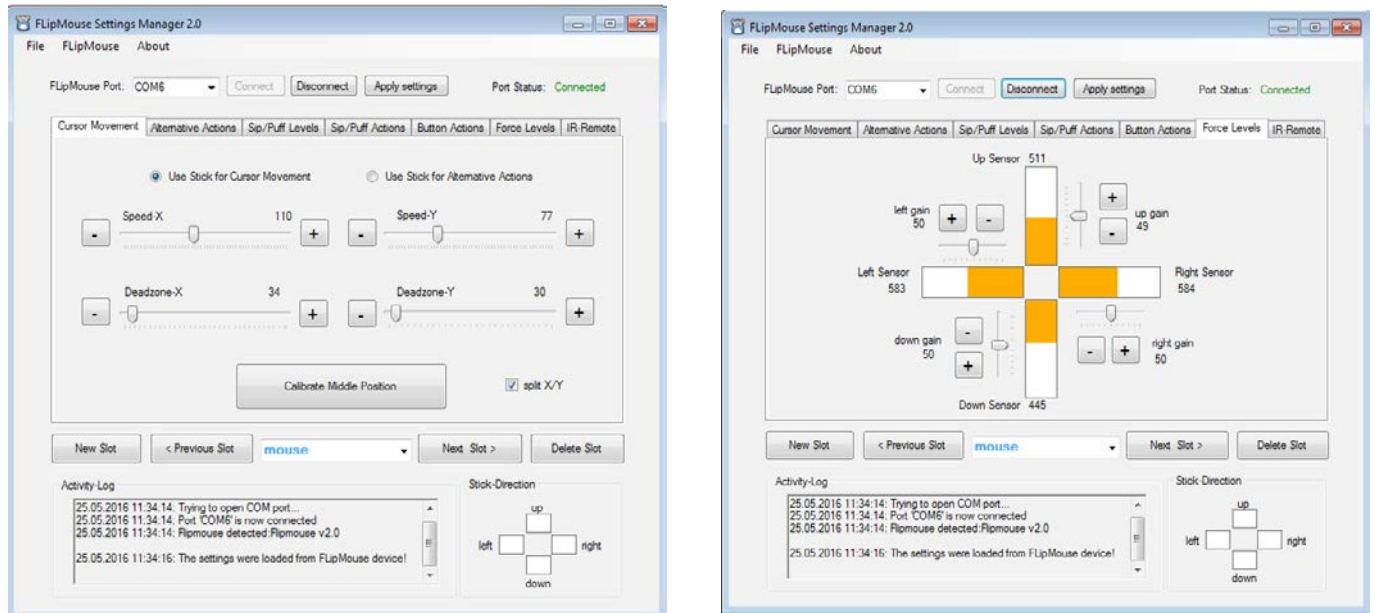 FLipMouse Settings Manager 2.0
File FLipMouse About
FLipMouse Port: COM6 Connect Disconnect Apply settings Port Status: Connected
Cursor Movement Alternative Actions Sip/Puff Levels Sip/Puff Actions Button Actions Force Levels IR-Remote
Use Stick for Cursor Movement Use Stick for Alternative Actions
Speed-X 110 Speed-Y 77
- + - +
Deadzone-X 34 Deadzone-Y 30
- + - +
Calibrate Middle Position split X/Y
New Slot < Previous Slot mouse Next Slot > Delete Slot
Activity-Log Stick-Direction
25.05.2016 11:34:14: Trying to open COM port...
25.05.2016 11:34:14: Port 'COM6' is now connected
25.05.2016 11:34:14: Flipmouse detected:Flipmouse v2.0
25.05.2016 11:34:16: The settings were loaded from FLipMouse device!
up
left right
down
FLipMouse Settings Manager 2.0
File FLipMouse About
FLipMouse Port: COM6 Connect Disconnect Apply settings Port Status: Connected
Cursor Movement Alternative Actions Sip/Puff Levels Sip/Puff Actions Button Actions Force Levels IR-Remote
Up Sensor 511
left gain + - + up gain
50 - 49
Left Sensor Right Sensor
583 584
down gain - right gain
50 + - + 50
Down Sensor 445
New Slot < Previous Slot mouse Next Slot > Delete Slot
Activity-Log Stick-Direction
25.05.2016 11:34:14: Trying to open COM port...
25.05.2016 11:34:14: Port 'COM6' is now connected
25.05.2016 11:34:14: Flipmouse detected:Flipmouse v2.0
25.05.2016 11:34:16: The settings were loaded from FLipMouse device!
up
left right
down